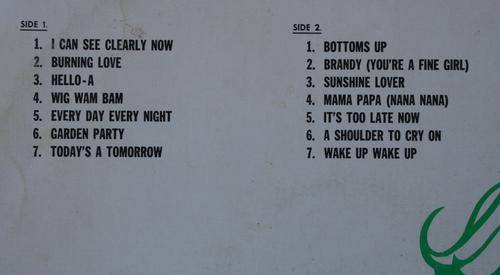 SIDE 1.
1. I CAN SEE CLEARLY NOW
2. BURNING LOVE
3. HELLO-A
4. WIG WAM BAM
5. EVERY DAY EVERY NIGHT
6. GARDEN PARTY
7. TODAY'S A TOMORROW
SIDE 2.
1. BOTTOMS UP
2. BRANDY (YOU'RE A FINE GIRL)
3. SUNSHINE LOVER
4. MAMA PAPA (NANA NANA)
5. IT'S TOO LATE NOW
6. A SHOULDER TO CRY ON
7. WAKE UP WAKE UP